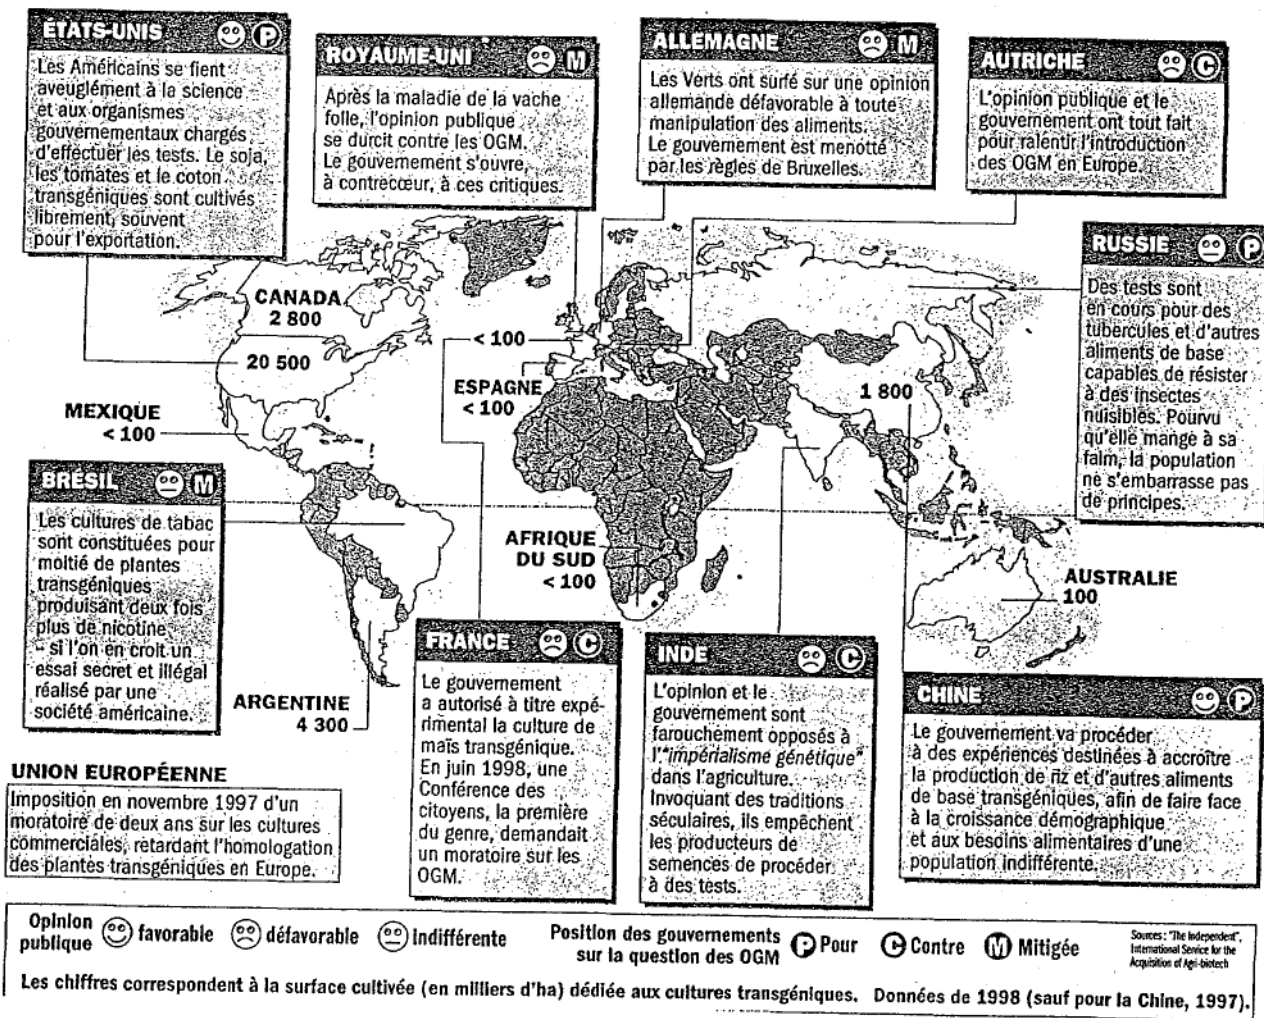 ÉTATS-UNIS P
Les Américains se fient
aveuglément à la science
et aux organismes
gouvernementaux chargés
d'effectuer les tests. Le soja,
les tomates et le coton
transgéniques sont cultivés
librement, souvent
pour l'exportation.
ROYAUME-UNI M
Après la maladie de la vache
folle, l'opinion publique
se durcit contre les OGM.
Le gouvernement s'ouvre,
à contrecœur, à ces critiques.
ALLEMAGNE M
Les Verts ont surfé sur une opinion
allemande défavorable à toute
manipulation des aliments.
Le gouvernement est menotté
par les règles de Bruxelles.
AUTRICHE C
L'opinion publique et le
gouvernement ont tout fait
pour ralentir l'introduction
des OGM en Europe.
RUSSIE P
Des tests sont
en cours pour des
tubercules et d'autres
aliments de base
capables de résister
à des insectes
nuisibles. Pourvu
qu'elle mange à sa
faim, la population
ne s'embarrasse pas
de principes.
CANADA
2 800
20 500
< 100
ESPAGNE
< 100
1 800
MEXIQUE
< 100
BRÉSIL M
Les cultures de tabac
sont constituées pour
moitié de plantes
transgéniques
produisant deux fois
plus de nicotine
- si l'on en croit un
essai secret et illégal
réalisé par une
société américaine.
AFRIQUE
DU SUD
< 100
AUSTRALIE
100
ARGENTINE
4 300
FRANCE C
Le gouvernement
a autorisé à titre expé-
rimental la culture de
maïs transgénique.
En juin 1998, une
Conférence des
citoyens, la première
du genre, demandait
un moratoire sur les
OGM.
INDE C
L'opinion et le
gouvernement sont
farouchement opposés à
l'"impérialisme génétique"
dans l'agriculture.
Invoquant des traditions
séculaires, ils empêchent
les producteurs de
semences de procéder
à des tests.
CHINE P
Le gouvernement va procéder
à des expériences destinées à accroître
la production de riz et d'autres aliments
de base transgéniques, afin de faire face
à la croissance démographique
et aux besoins alimentaires d'une
population indifférente.
UNION EUROPÉENNE
Imposition en novembre 1997 d'un
moratoire de deux ans sur les cultures
commerciales, retardant l'homologation
des plantes transgéniques en Europe.
Opinion
publique favorable défavorable indifférente
Position des gouvernements
sur la question des OGM P Pour C Contre M Mitigée
Sources : "The Independent",
International Service for the
Acquisition of Agri-biotech
Les chiffres correspondent à la surface cultivée (en milliers d'ha) dédiée aux cultures transgéniques. Données de 1998 (sauf pour la Chine, 1997).